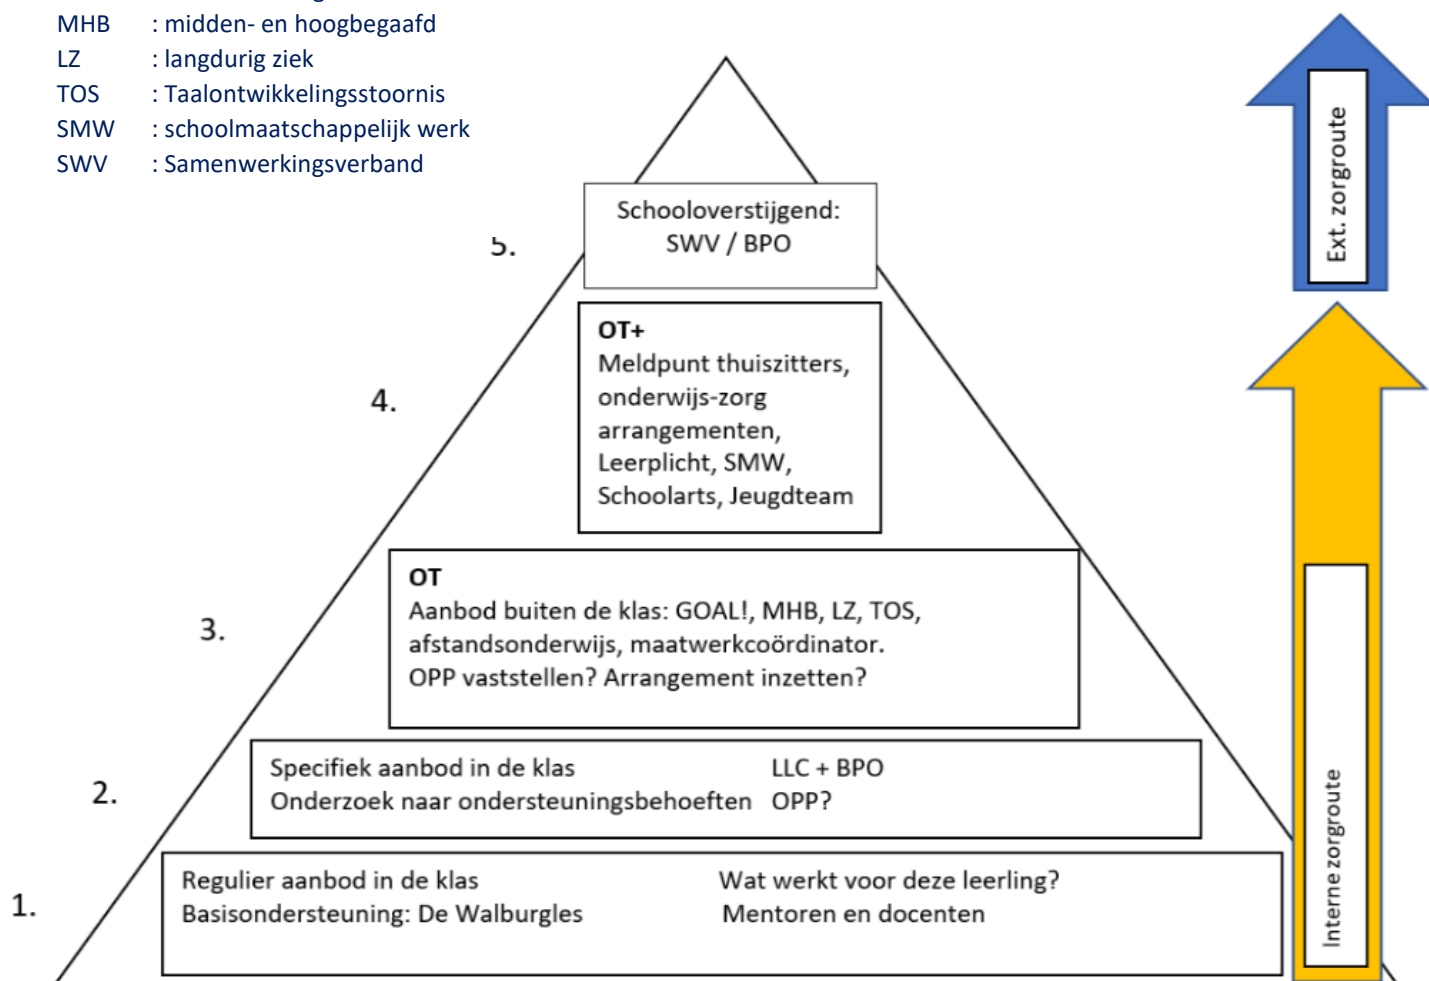 MHB : midden- en hoogbegaafd
LZ : langdurig ziek
TOS : Taalontwikkelingsstoornis
SMW : schoolmaatschappelijk werk
SWV : Samenwerkingsverband
Ext. zorgroute
5.
Schooloverstijgend:
SWV / BPO
4.
OT+
Meldpunt thuiszitters,
onderwijs-zorg
arrangementen,
Leerplicht, SMW,
Schoolarts, Jeugdteam
3.
OT
Aanbod buiten de klas: GOAL!, MHB, LZ, TOS,
afstandsonderwijs, maatwerkcoördinator.
OPP vaststellen? Arrangement inzetten?
2.
Specifiek aanbod in de klas LLC + BPO
Onderzoek naar ondersteuningsbehoeften OPP?
1.
Regulier aanbod in de klas Wat werkt voor deze leerling?
Basisondersteuning: De Walburgles Mentoren en docenten
Interne zorgroute